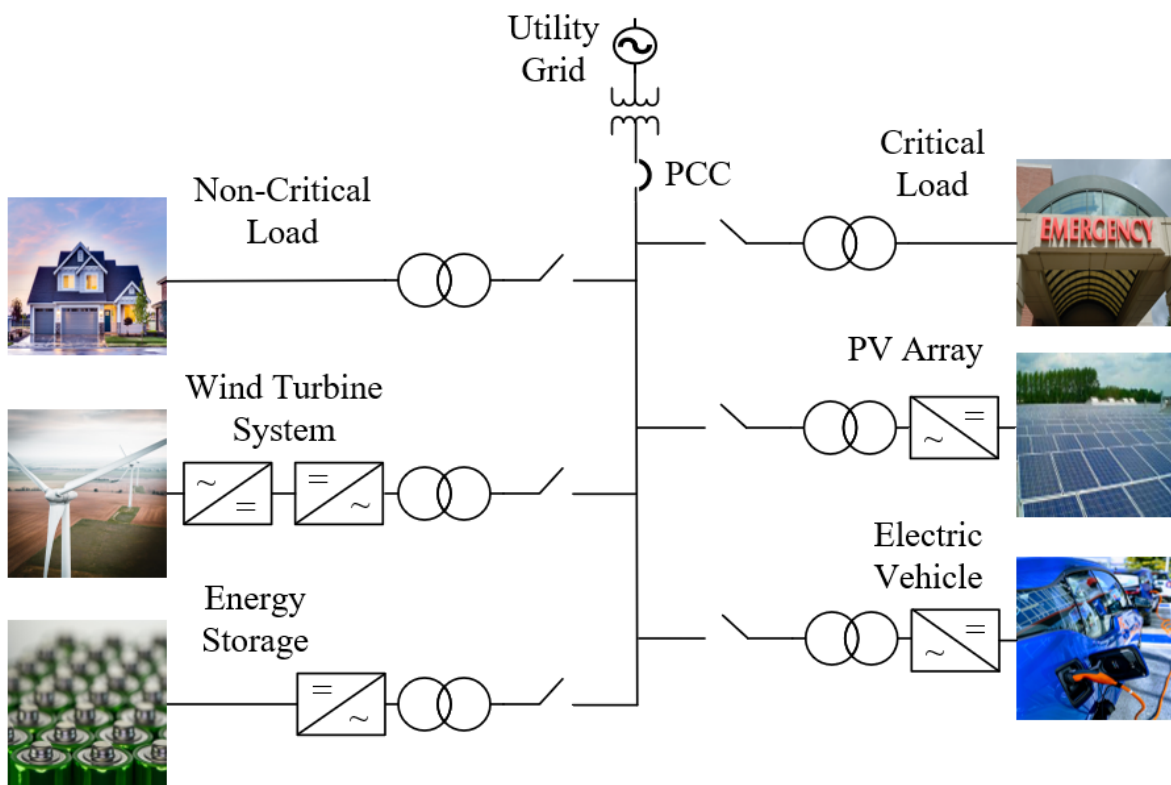 Utility
Grid
PCC
Critical
Load
EMERGENCY
Non-Critical
Load
PV Array
=
~
Wind Turbine
System
~
=
=
~
Electric
Vehicle
=
~
Energy
Storage
=
~